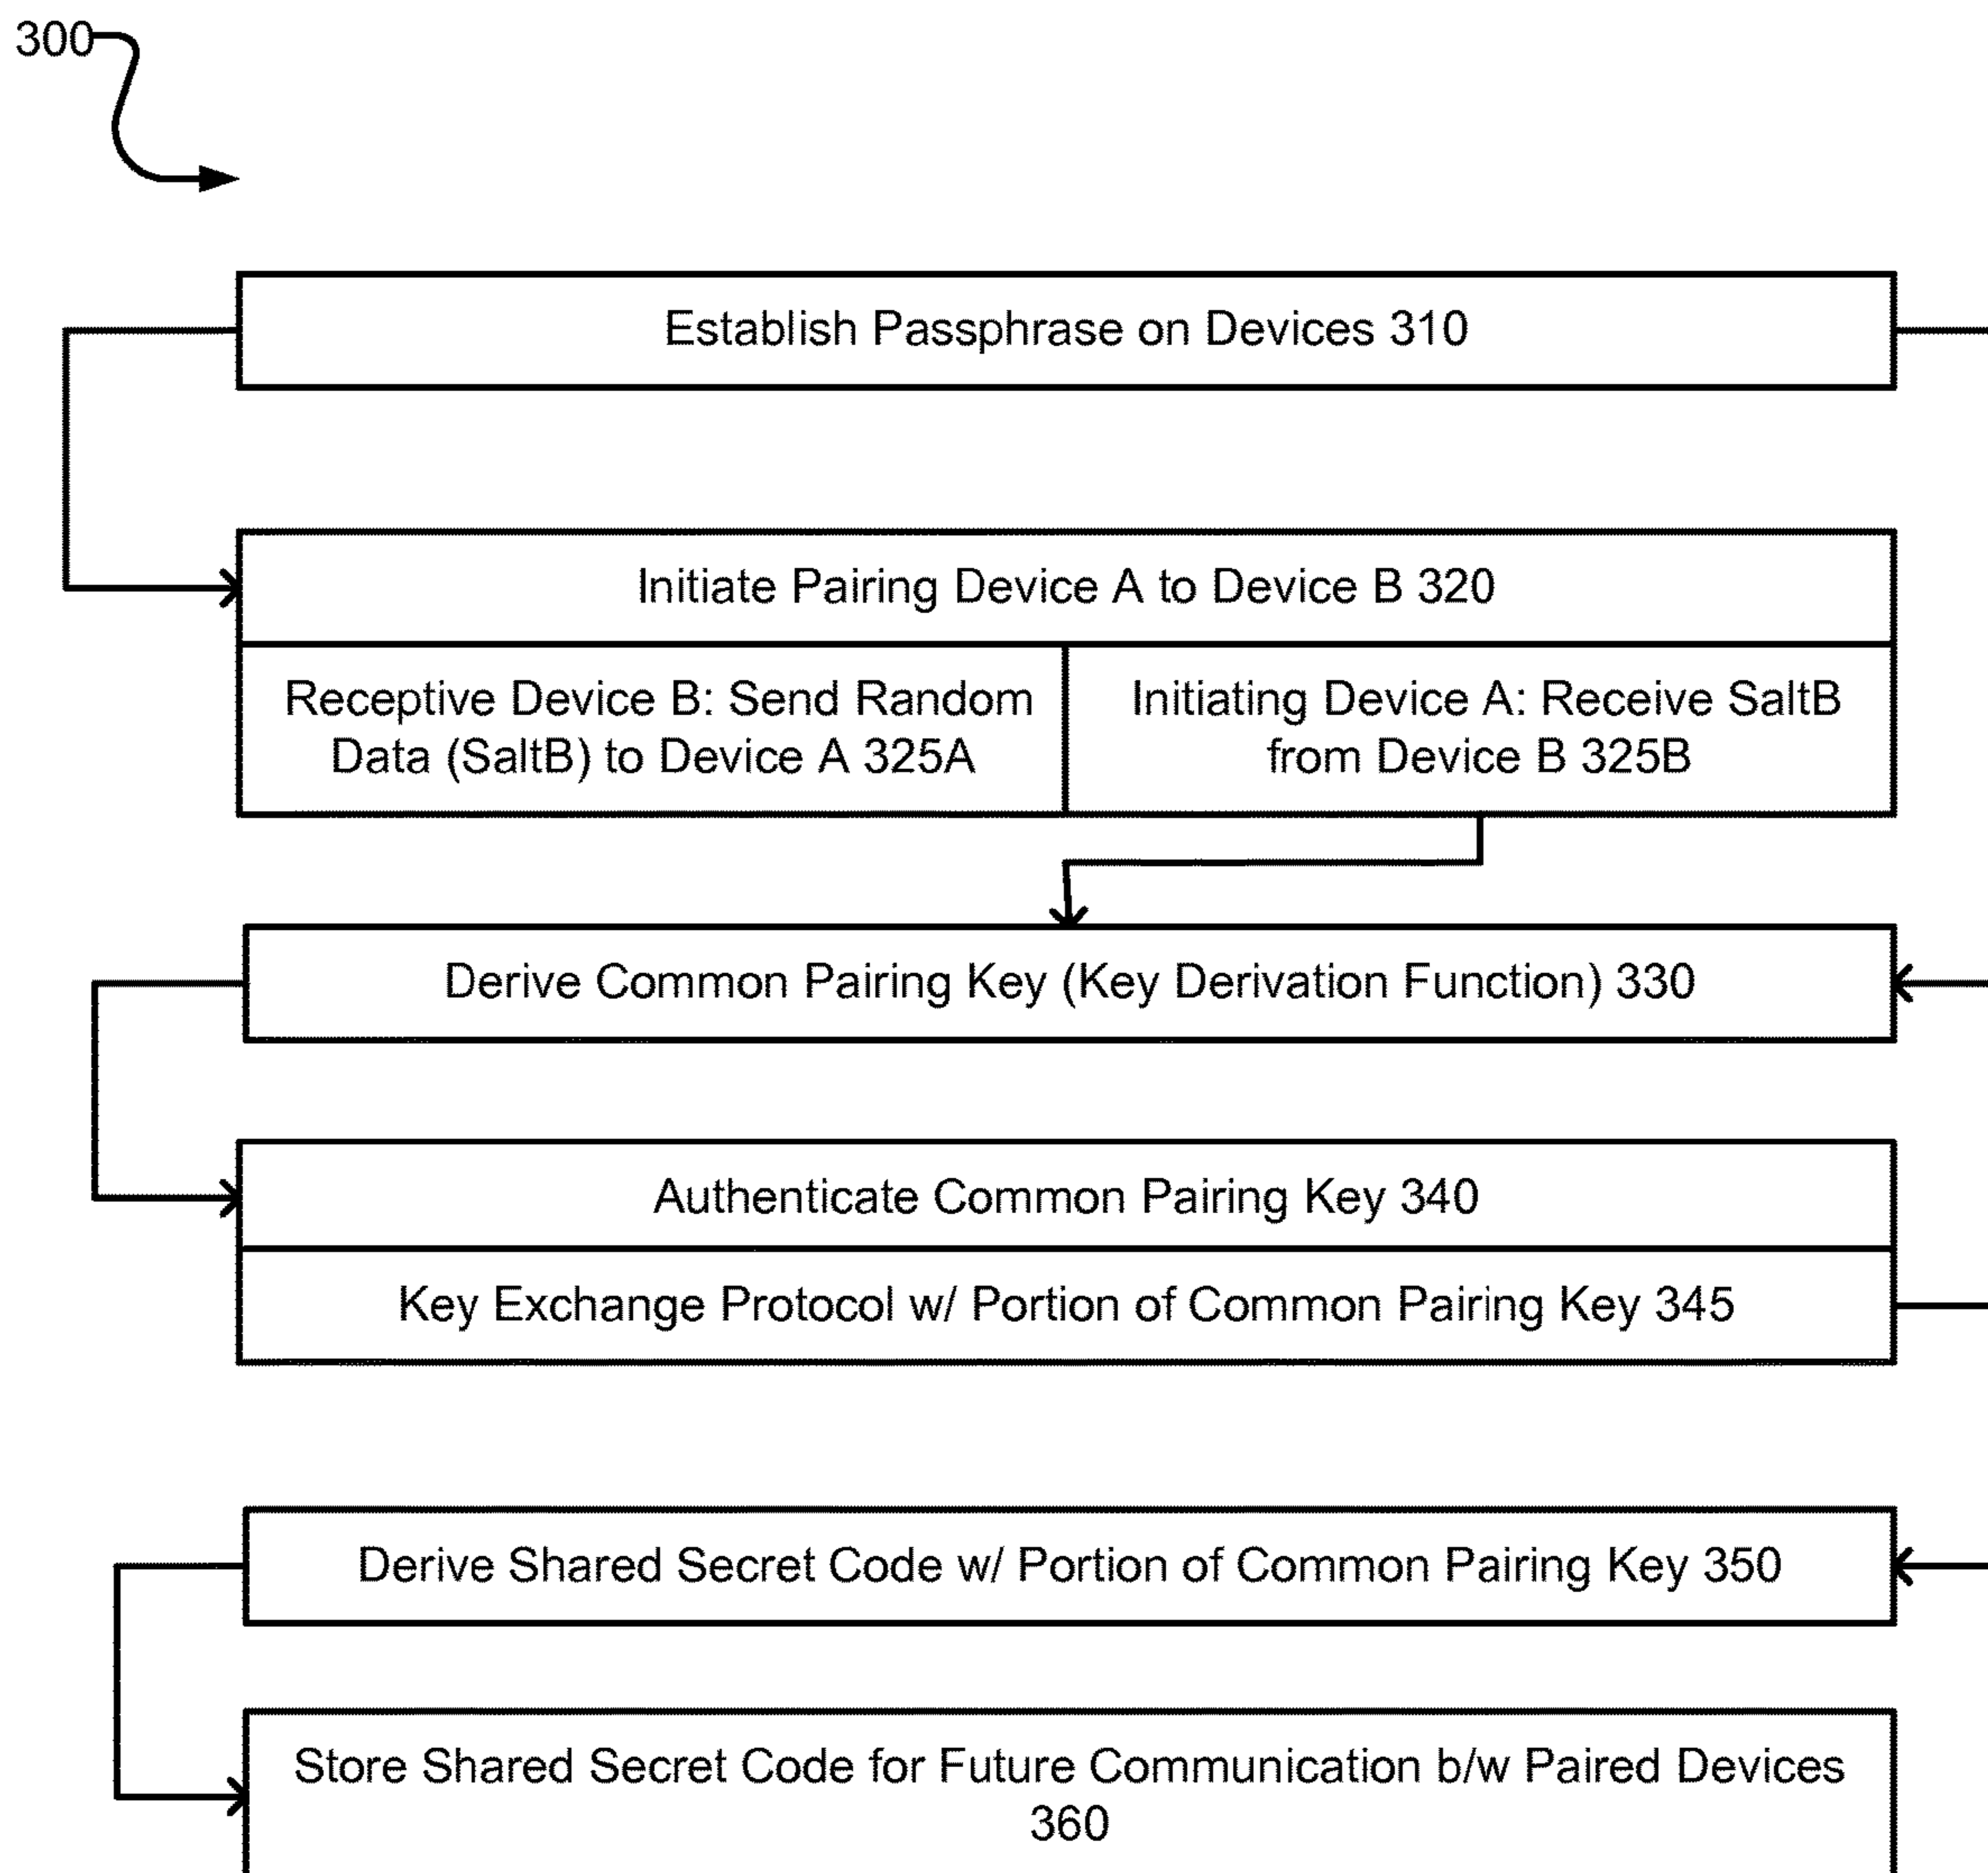 300
Establish Passphrase on Devices 310
Initiate Pairing Device A to Device B 320
Receptive Device B: Send Random
Data (SaltB) to Device A 325A
Initiating Device A: Receive SaltB
from Device B 325B
Derive Common Pairing Key (Key Derivation Function) 330
Authenticate Common Pairing Key 340
Key Exchange Protocol w/ Portion of Common Pairing Key 345
Derive Shared Secret Code w/ Portion of Common Pairing Key 350
Store Shared Secret Code for Future Communication b/w Paired Devices
360